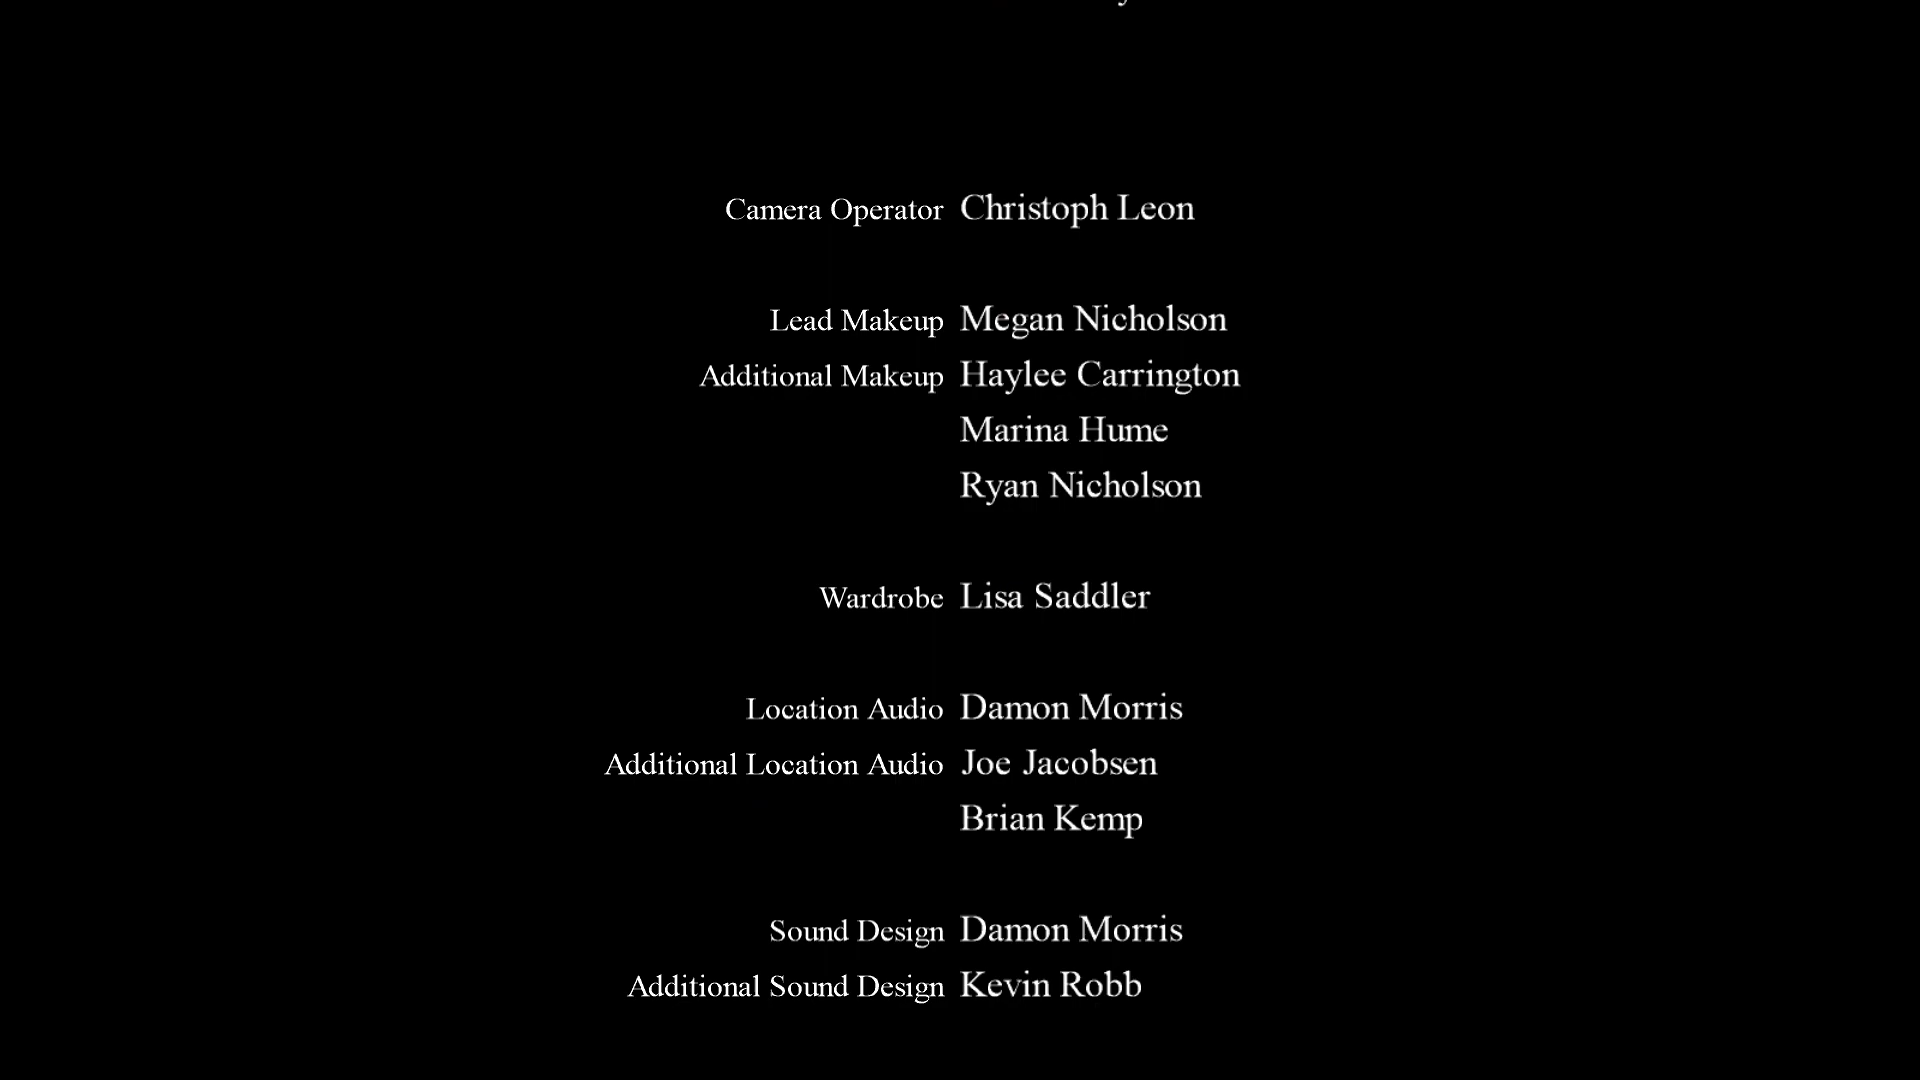 Camera Operator Christoph Leon
Lead Makeup Megan Nicholson
Additional Makeup Haylee Carrington
Marina Hume
Ryan Nicholson
Wardrobe Lisa Saddler
Location Audio Damon Morris
Additional Location Audio Joe Jacobsen
Brian Kemp
Sound Design Damon Morris
Additional Sound Design Kevin Robb